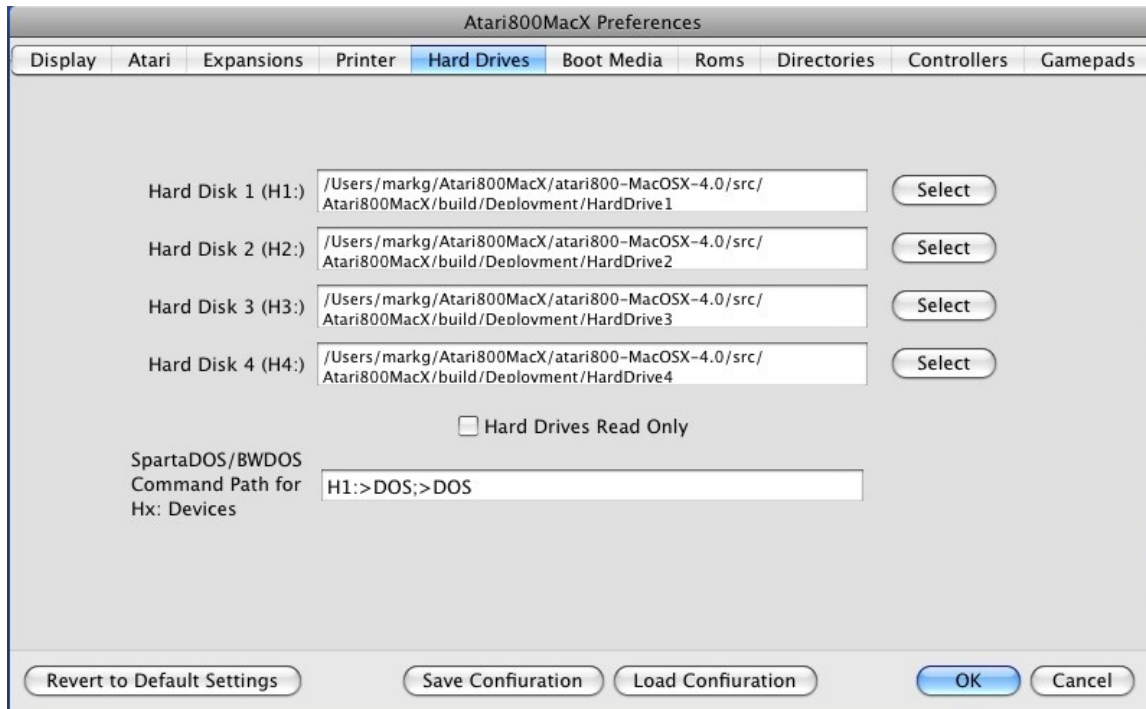 Atari800MacX Preferences
Display Atari Expansions Printer Hard Drives Boot Media Roms Directories Controllers Gamepads
Hard Disk 1 (H1:) /Users/markg/Atari800MacX/atari800-MacOSX-4.0/src/
Atari800MacX/build/Deployment/HardDrive1
Select
Hard Disk 2 (H2:) /Users/markg/Atari800MacX/atari800-MacOSX-4.0/src/
Atari800MacX/build/Deployment/HardDrive2
Select
Hard Disk 3 (H3:) /Users/markg/Atari800MacX/atari800-MacOSX-4.0/src/
Atari800MacX/build/Deployment/HardDrive3
Select
Hard Disk 4 (H4:) /Users/markg/Atari800MacX/atari800-MacOSX-4.0/src/
Atari800MacX/build/Deployment/HardDrive4
Select
Hard Drives Read Only
SpartaDOS/BWDOS
Command Path for
Hx: Devices
H1:>DOS;>DOS
Revert to Default Settings Save Confiuration Load Confiuration OK Cancel